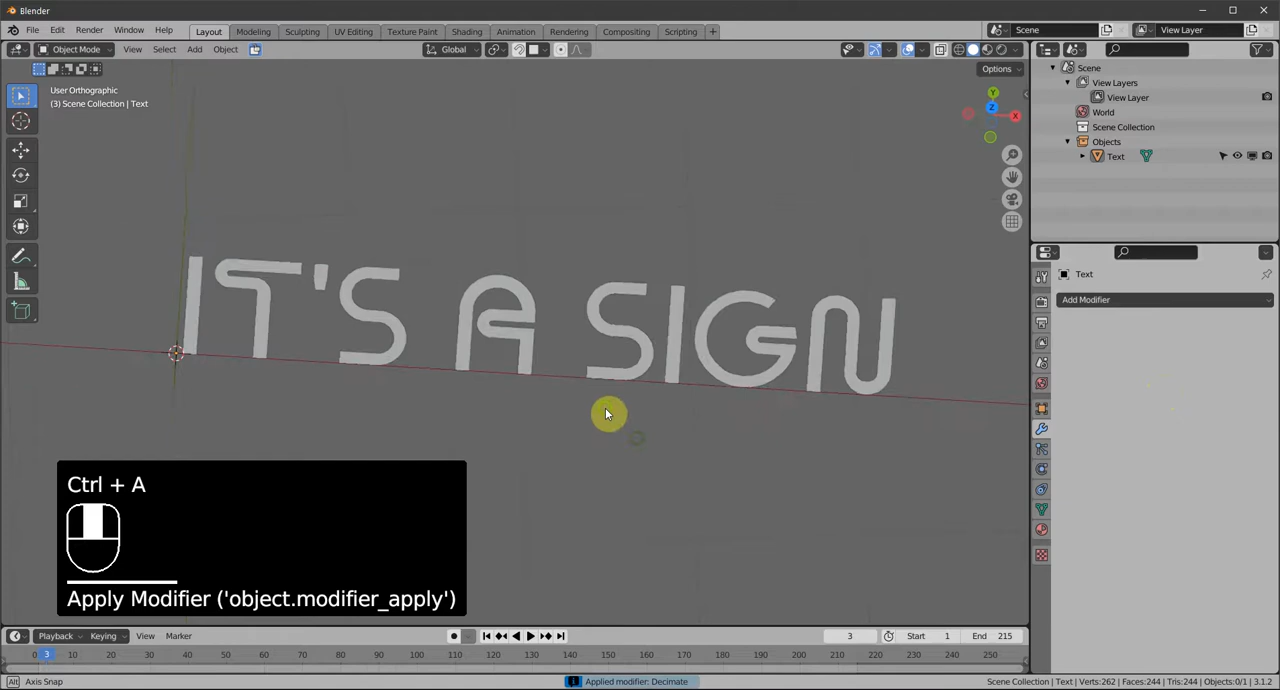 Blender
File Edit Render Window Help Layout Modeling Sculpting UV Editing Texture Paint Shading Animation Rendering Compositing Scripting + Scene View Layer
Object Mode View Select Add Object Global
Options
User Orthographic
(3) Scene Collection | Text
Y
Z
X
Scene
View Layers
View Layer
World
Scene Collection
Objects
Text
Text
Add Modifier
IT'S A SIGN
Ctrl + A
Apply Modifier ('object.modifier_apply')
Playback Keying View Marker 3 Start 1 End 215
0 3 10 20 30 40 50 60 70 80 90 100 110 120 130 140 150 160 170 180 190 200 210 220 230 240 250
Alt Axis Snap Applied modifier: Decimate Scene Collection | Text | Verts:262 | Faces:244 | Tris:244 | Objects:0/1 | 3.1.2